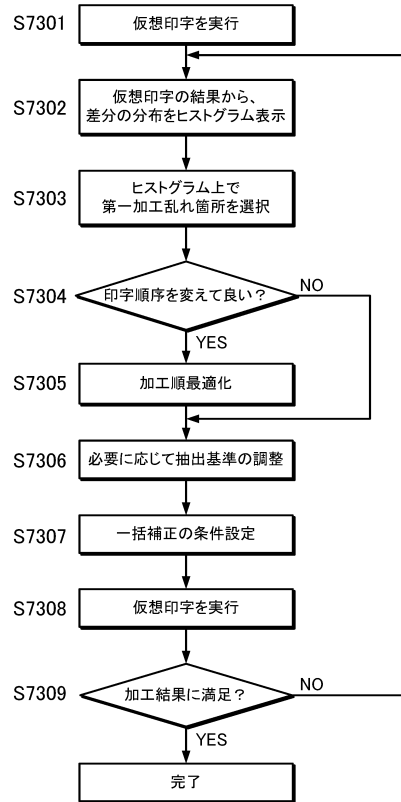 S7301
仮想印字を実行
S7302
仮想印字の結果から、
差分の分布をヒストグラム表示
S7303
ヒストグラム上で
第一加工乱れ箇所を選択
S7304
印字順序を変えて良い？
NO
YES
S7305
加工順最適化
S7306
必要に応じて抽出基準の調整
S7307
一括補正の条件設定
S7308
仮想印字を実行
S7309
加工結果に満足？
NO
YES
完了